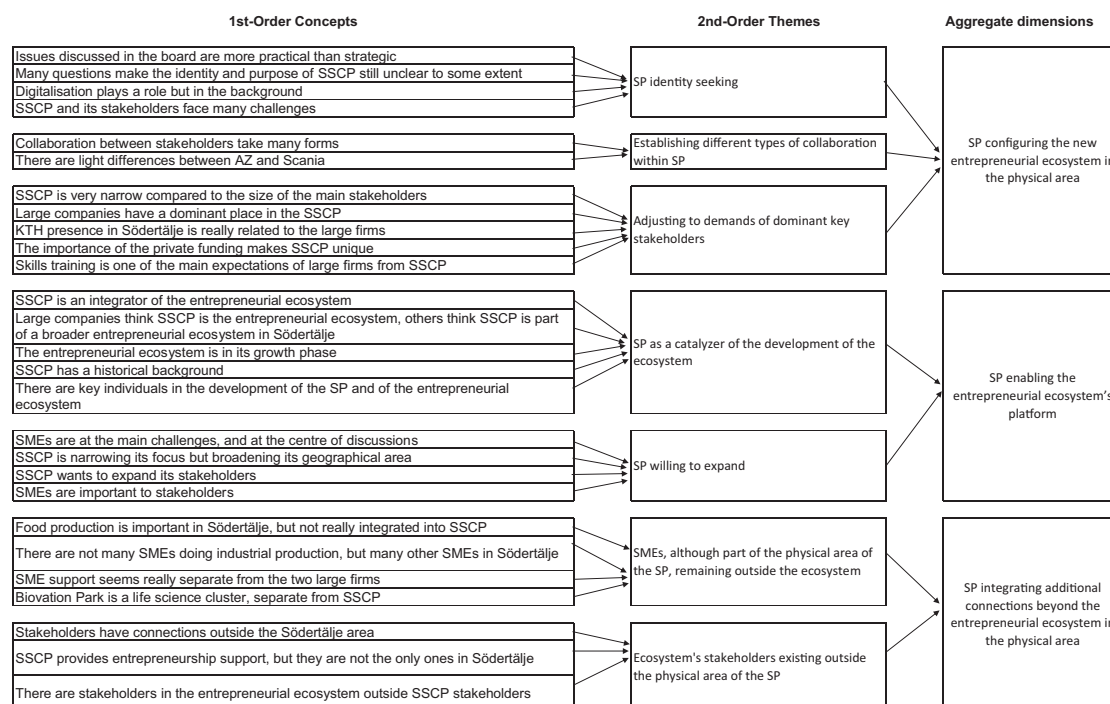 1st-Order Concepts
2nd-Order Themes
Aggregate dimensions
Issues discussed in the board are more practical than strategic
Many questions make the identity and purpose of SSCP still unclear to some extent
Digitalisation plays a role but in the background
SSCP and its stakeholders face many challenges
SP identity seeking
Collaboration between stakeholders take many forms
There are light differences between AZ and Scania
Establishing different types of collaboration
within SP
SSCP is very narrow compared to the size of the main stakeholders
Large companies have a dominant place in the SSCP
KTH presence in Södertälje is really related to the large firms
The importance of the private funding makes SSCP unique
Skills training is one of the main expectations of large firms from SSCP
Adjusting to demands of dominant key
stakeholders
SP configuring the new
entrepreneurial ecosystem in
the physical area
SSCP is an integrator of the entrepreneurial ecosystem
Large companies think SSCP is the entrepreneurial ecosystem, others think SSCP is part
of a broader entrepreneurial ecosystem in Södertälje
The entrepreneurial ecosystem is in its growth phase
SSCP has a historical background
There are key individuals in the development of the SP and of the entrepreneurial
ecosystem
SP as a catalyzer of the development of the
ecosystem
SMEs are at the main challenges, and at the centre of discussions
SSCP is narrowing its focus but broadening its geographical area
SSCP wants to expand its stakeholders
SMEs are important to stakeholders
SP willing to expand
SP enabling the
entrepreneurial ecosystem's
platform
Food production is important in Södertälje, but not really integrated into SSCP
There are not many SMEs doing industrial production, but many other SMEs in Södertälje
SME support seems really separate from the two large firms
Biovation Park is a life science cluster, separate from SSCP
SMEs, although part of the physical area of
the SP, remaining outside the ecosystem
Stakeholders have connections outside the Södertälje area
SSCP provides entrepreneurship support, but they are not the only ones in Södertälje
There are stakeholders in the entrepreneurial ecosystem outside SSCP stakeholders
Ecosystem's stakeholders existing outside
the physical area of the SP
SP integrating additional
connections beyond the
entrepreneurial ecosystem in
the physical area